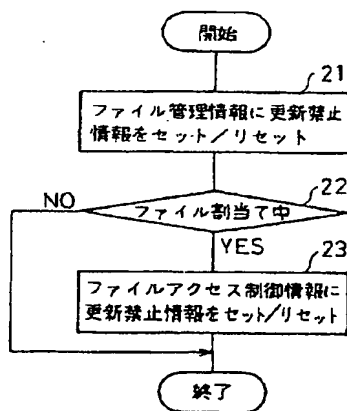 開始
21
ファイル管理情報に更新禁止
情報をセット/リセット
22
NO
ファイル割当て中
YES
23
ファイルアクセス制御情報に
更新禁止情報をセット/リセット
終了